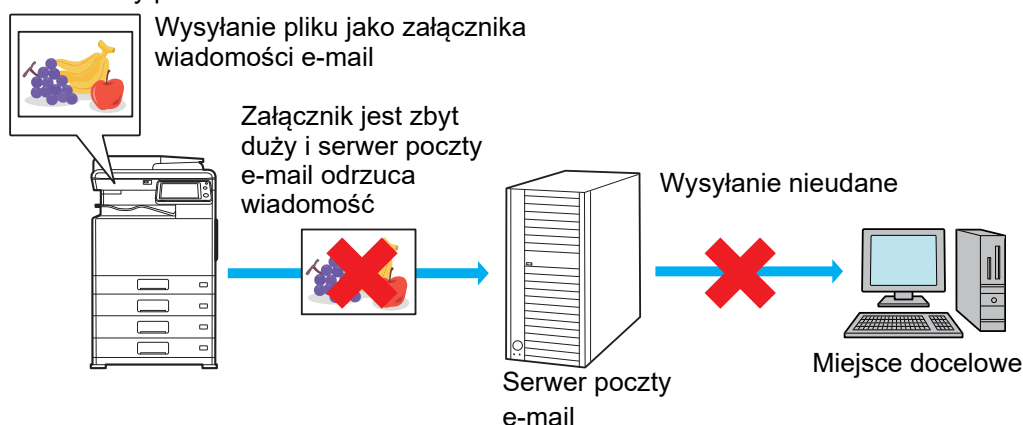 Wysyłanie pliku jako załącznika
wiadomości e-mail
Załącznik jest zbyt
duży i serwer poczty
e-mail odrzuca
wiadomość
Wysyłanie nieudane
Serwer poczty
e-mail
Miejsce docelowe